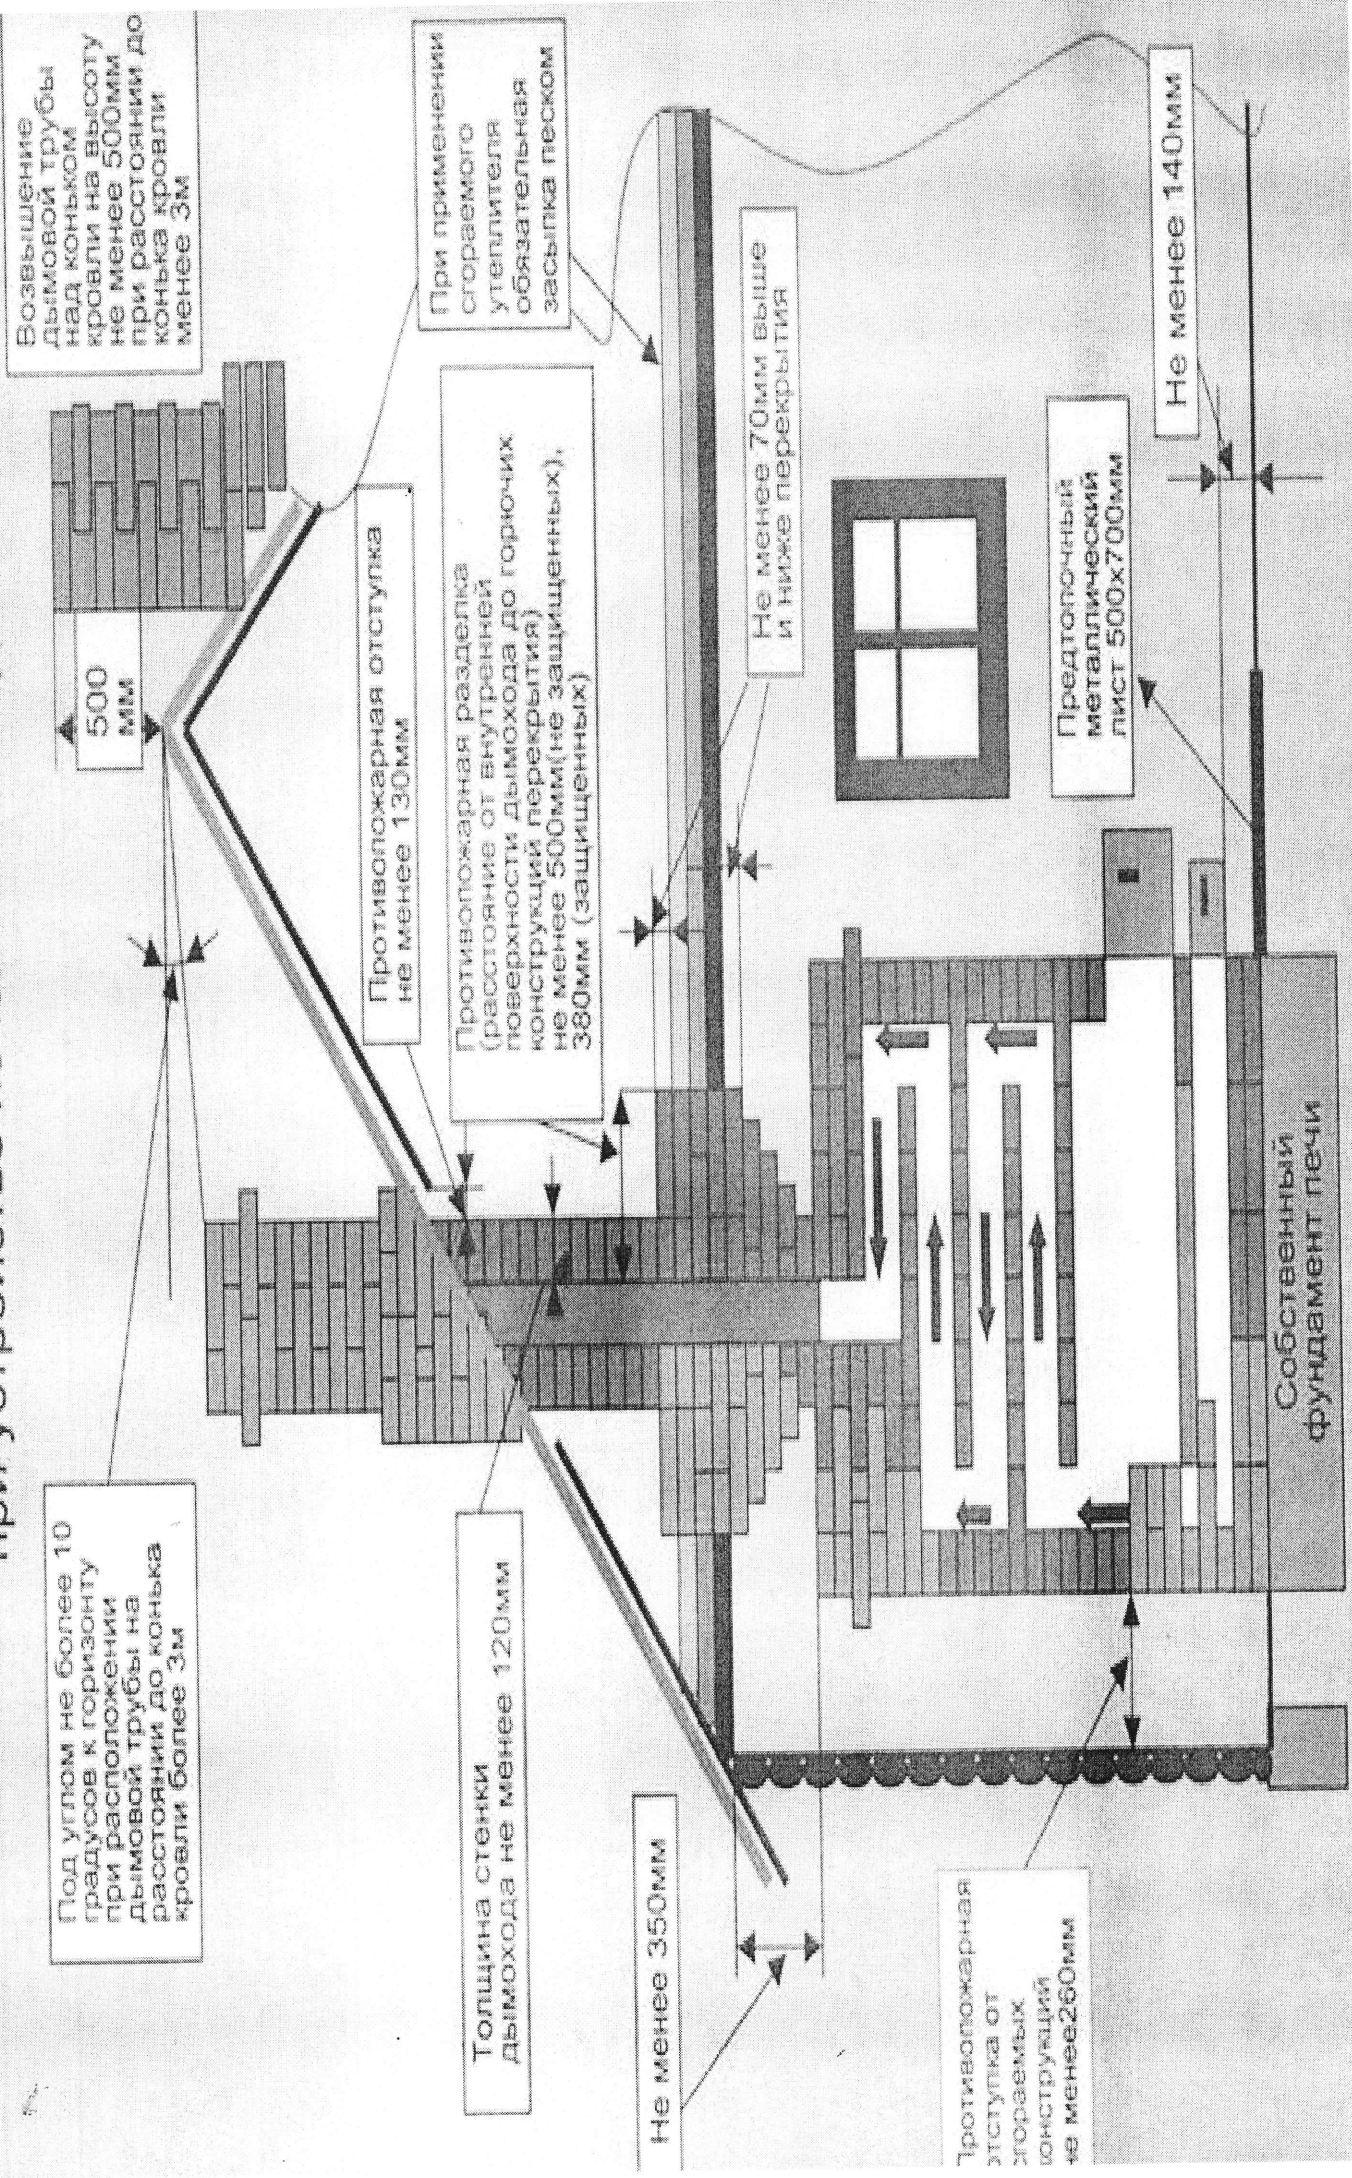 Возвышение
дымовой трубы
над коньком
кровли на высоту
не менее 500мм
при расстоянии до
конька кровли
менее 3м
500
мм
Под углом не более 10
градусов к горизонту
при расположении
дымовой трубы на
расстоянии до конька
кровли более 3м
При применении
сгораемого
утеплителя
обязательная
засыпка песком
Противопожарная отступка
не менее 130мм
Противопожарная разделка
(расстояние от внутренней
поверхности дымохода до горючих
конструкций перекрытия)
не менее 500мм(не защищенных),
380мм (защищенных)
Толщина стенки
дымохода не менее 120мм
Не менее 70мм выше
и ниже перекрытия
Не менее 350мм
Предтопочный
металлический
лист 500х700мм
Не менее 140мм
Противопожарная
отступка от
сгораемых
конструкций
не менее260мм
Собственный
фундамент печи